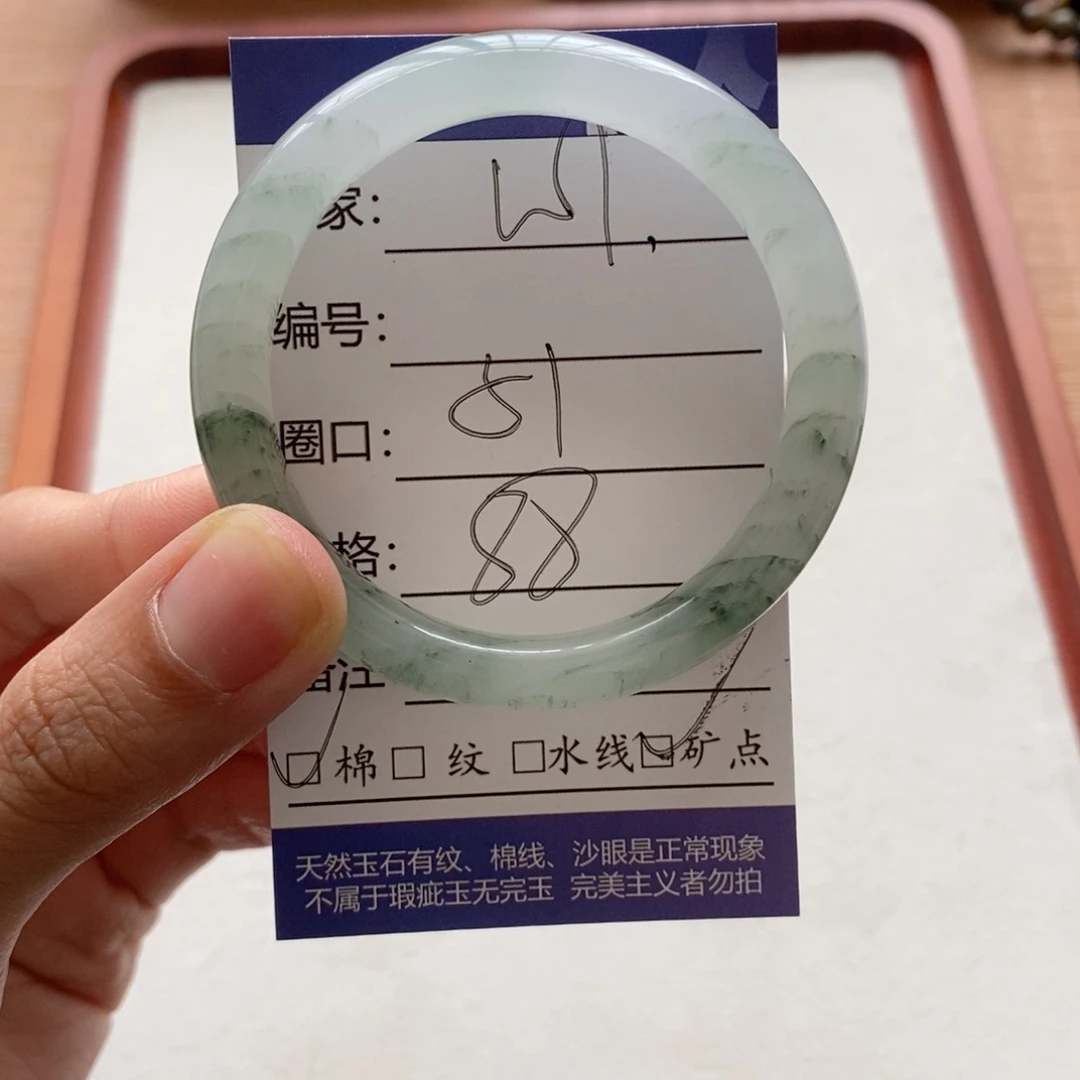 家:
编号:
圈口: 51
格: 88
备注
☑棉□ 纹 □水线☑矿点
天然玉石有纹、棉线、沙眼是正常现象
不属于瑕疵玉无完玉 完美主义者勿拍